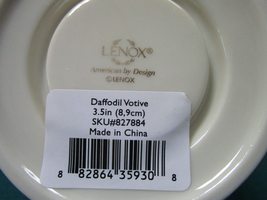 LENOX®
American by Design
©LENOX
Daffodil Votive
3.5in (8,9cm)
SKU#827884
Made in China
8 82864 35930 8